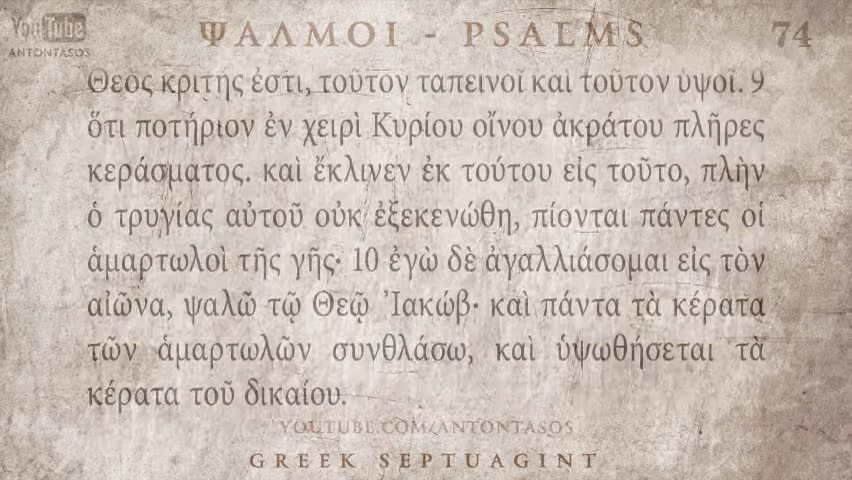 YouTube
ANTONTASOS
ΨΑΛΜΟΙ - PSALMS
74
Θεὸς κριτής ἐστι, τοῦτον ταπεινοῖ καὶ τοῦτον ὑψοῖ. 9
ὅτι ποτήριον ἐν χειρὶ Κυρίου οἴνου ἀκράτου πλῆρες
κεράσματος. καὶ ἔκλινεν ἐκ τούτου εἰς τοῦτο, πλὴν
ὁ τρυγίας αὐτοῦ οὐκ ἐξεκενώθη, πίονται πάντες οἱ
ἁμαρτωλοὶ τῆς γῆς· 10 ἐγὼ δὲ ἀγαλλιάσομαι εἰς τὸν
αἰῶνα, ψαλῶ τῷ Θεῷ ᾿Ιακώβ· καὶ πάντα τὰ κέρατα
τῶν ἁμαρτωλῶν συνθλάσω, καὶ ὑψωθήσεται τὰ
κέρατα τοῦ δικαίου.
YOUTUBE.COM/ANTONTASOS
GREEK SEPTUAGINT